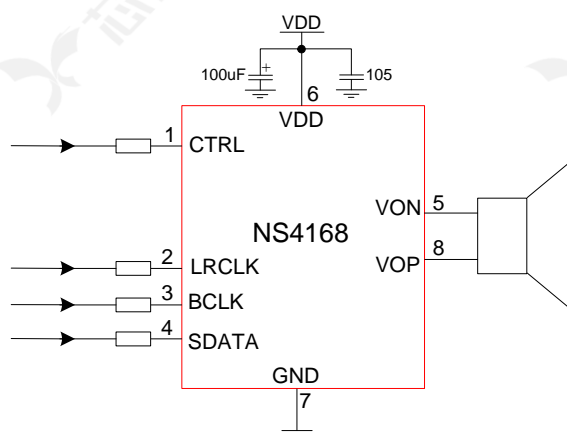 VDD
100uF
+
105
6
VDD
1
CTRL
VON
5
NS4168
2
LRCLK
VOP
8
3
BCLK
4
SDATA
GND
7